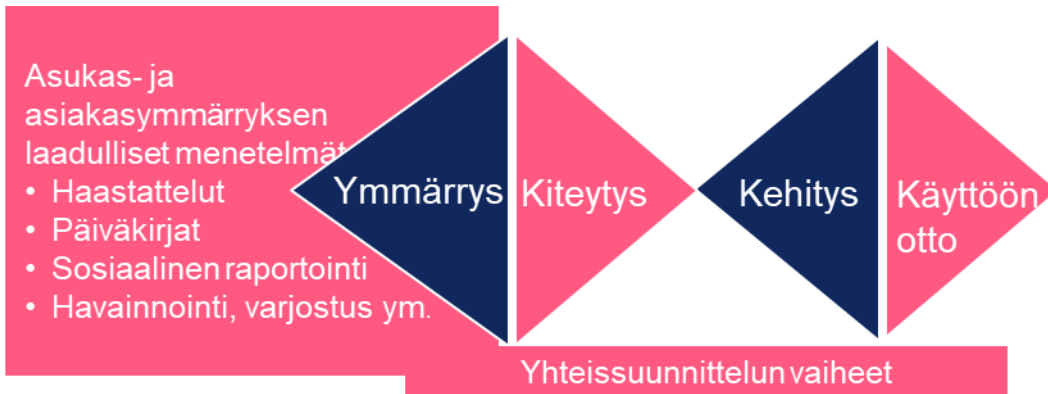 Asukas- ja
asiakasymmärryksen
laadulliset menetelmät
• Haastattelut
• Päiväkirjat
• Sosiaalinen raportointi
• Havainnointi, varjostus ym.
Ymmärrys
Kiteytys
Kehitys
Käyttöön
otto
Yhteissuunnittelun vaiheet